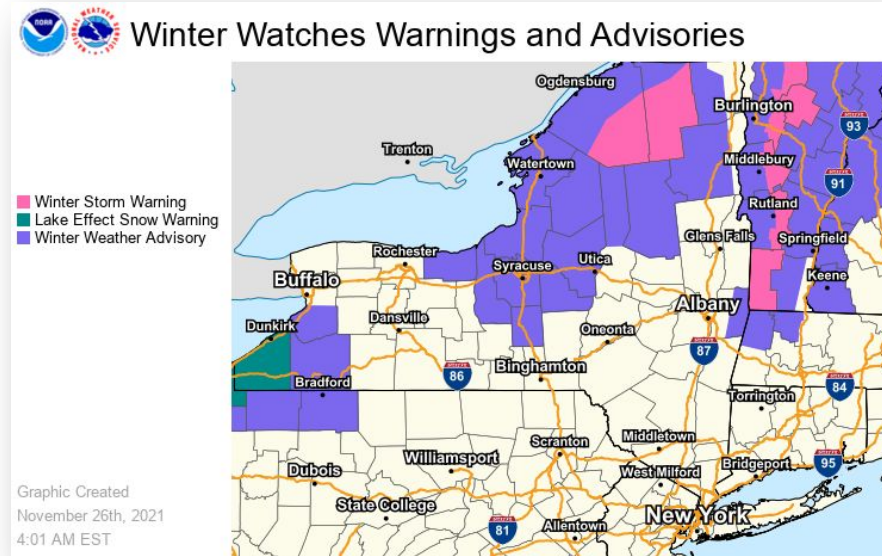 NOAA
Winter Watches Warnings and Advisories
Winter Storm Warning
Lake Effect Snow Warning
Winter Weather Advisory
Ogdensburg
Burlington
93
Trenton
Watertown
Middlebury
91
Rutland
Glens Falls
Springfield
Rochester
Syracuse
Utica
Keene
Buffalo
Albany
Dunkirk
Dansville
Oneonta
87
Binghamton
86
Bradford
84
Torrington
Scranton
Middletown
Williamsport
Dubois
West Milford
Bridgeport
95
State College
New York
81
Allentown
Graphic Created
November 26th, 2021
4:01 AM EST